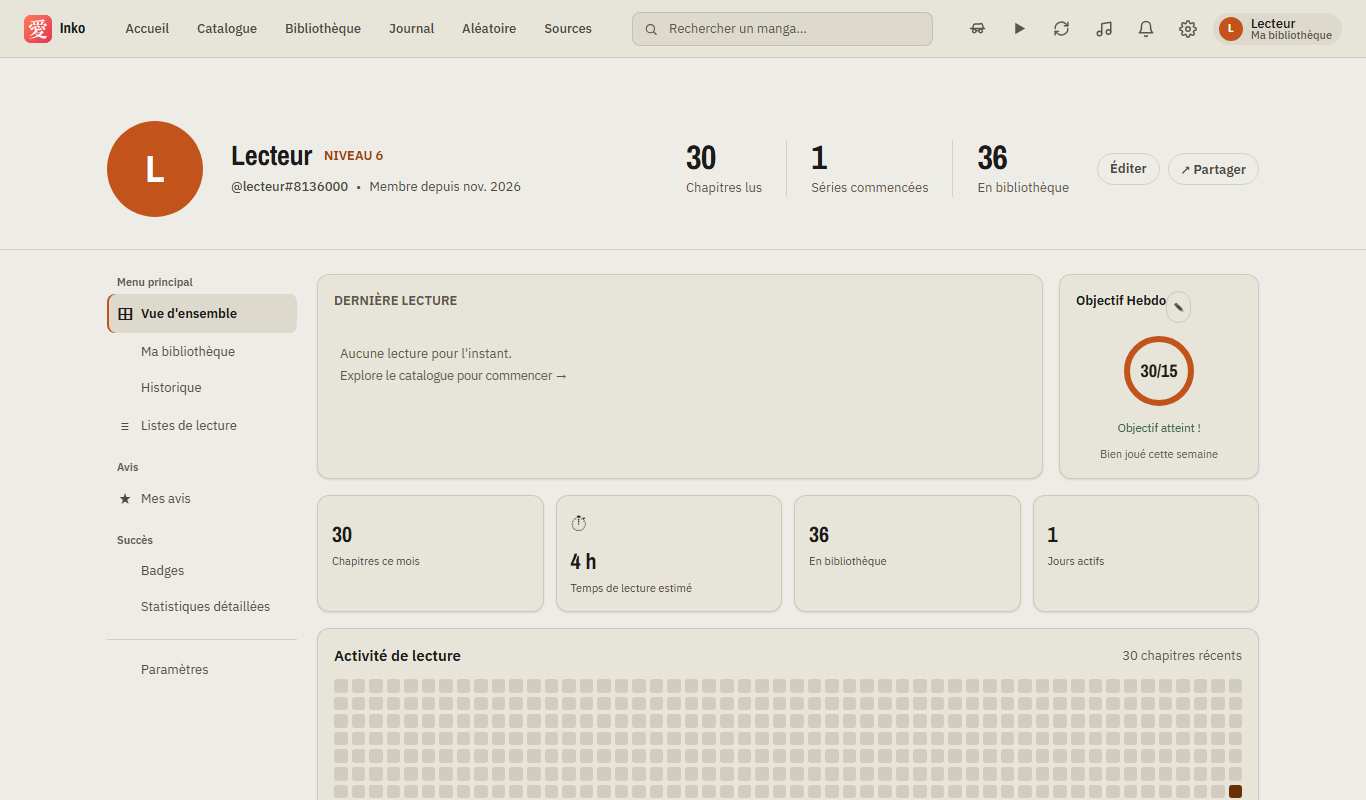 愛 Inko Accueil Catalogue Bibliothèque Journal Aléatoire Sources Rechercher un manga... L Lecteur
Ma bibliothèque
L
Lecteur NIVEAU 6
@lecteur#8136000 • Membre depuis nov. 2026
30 1 36
Chapitres lus Séries commencées En bibliothèque
Éditer ↗ Partager
Menu principal
Vue d'ensemble
Ma bibliothèque
Historique
Listes de lecture
Avis
★ Mes avis
Succès
Badges
Statistiques détaillées
Paramètres
DERNIÈRE LECTURE
Aucune lecture pour l'instant.
Explore le catalogue pour commencer →
Objectif Hebdo
30/15
Objectif atteint !
Bien joué cette semaine
30
Chapitres ce mois
4 h
Temps de lecture estimé
36
En bibliothèque
1
Jours actifs
Activité de lecture 30 chapitres récents